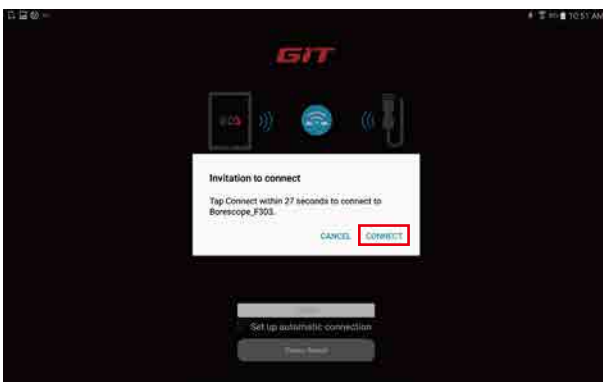 10:51 AM
GIT
Invitation to connect
Tap Connect within 27 seconds to connect to
Borescope_F303.
CANCEL CONNECT
Set up automatic connection